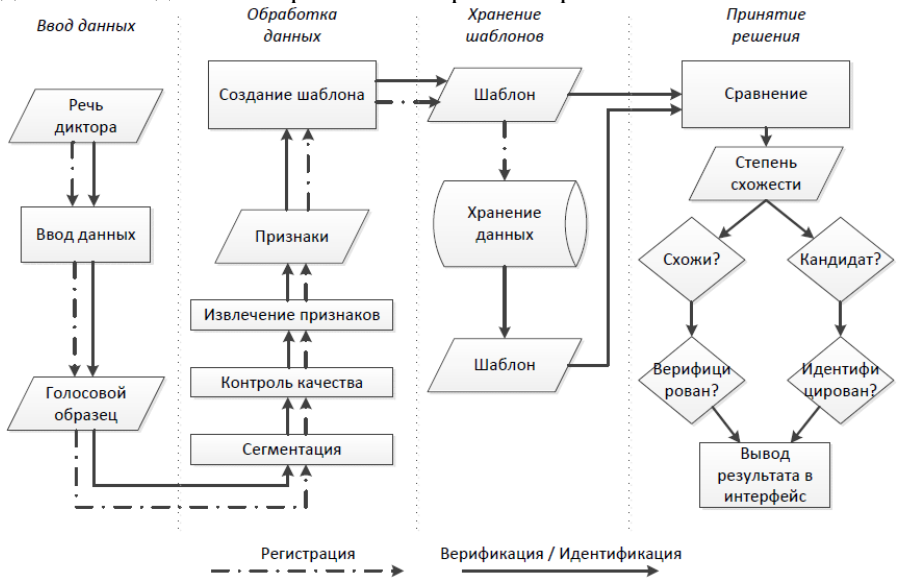 Ввод данных
Обработка
данных
Хранение
шаблонов
Принятие
решения
Речь
диктора
Ввод данных
Голосовой
образец
Создание шаблона
Признаки
Извлечение признаков
Контроль качества
Сегментация
Шаблон
Хранение
данных
Шаблон
Сравнение
Степень
схожести
Схожи?
Кандидат?
Верифици
рован?
Идентифи
цирован?
Вывод
результата в
интерфейс
Регистрация
Верификация / Идентификация